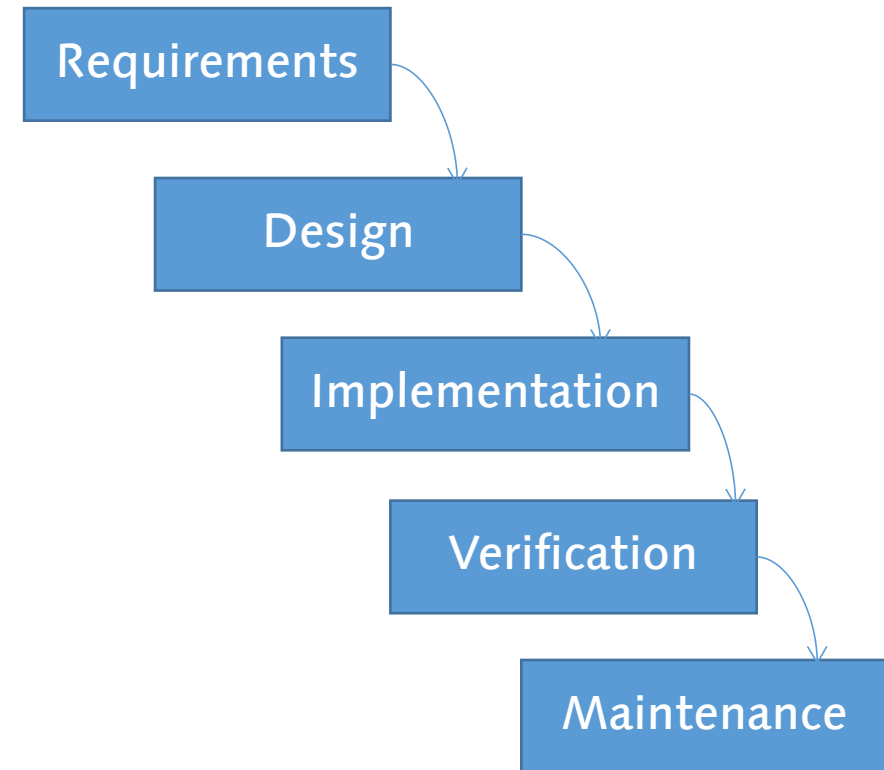 Requirements
Design
Implementation
Verification
Maintenance